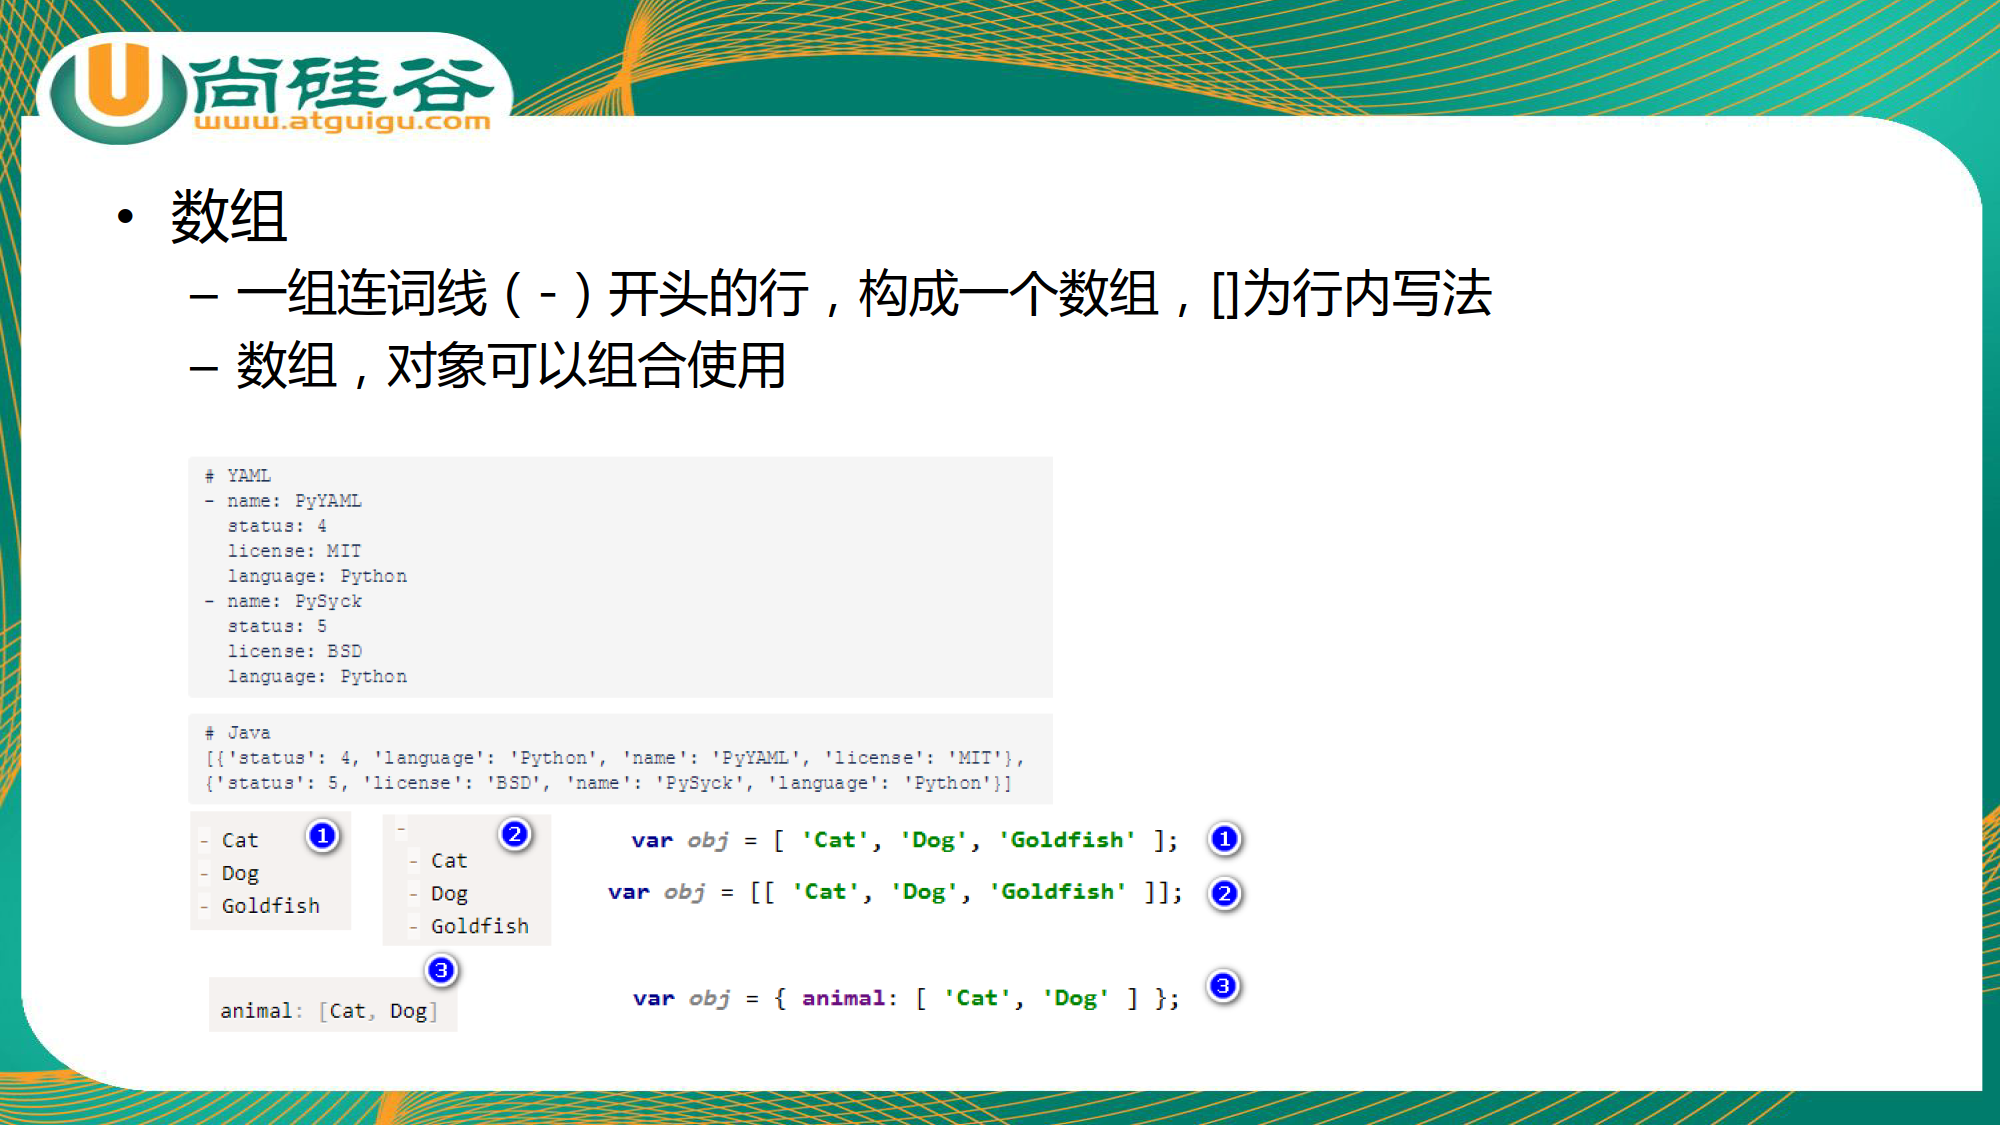 尚硅谷
www.atguigu.com
• 数组
– 一组连词线（-）开头的行，构成一个数组，[]为行内写法
– 数组，对象可以组合使用
# YAML
- name: PyYAML
  status: 4
  license: MIT
  language: Python
- name: PySyck
  status: 5
  license: BSD
  language: Python
# Java
[{'status': 4, 'language': 'Python', 'name': 'PyYAML', 'license': 'MIT'},
{'status': 5, 'license': 'BSD', 'name': 'PySyck', 'language': 'Python'}]
1
- Cat
- Dog
- Goldfish
2
-
  - Cat
  - Dog
  - Goldfish
var obj = [ 'Cat', 'Dog', 'Goldfish' ]; 1
var obj = [[ 'Cat', 'Dog', 'Goldfish' ]]; 2
3
animal: [Cat, Dog]
var obj = { animal: [ 'Cat', 'Dog' ] }; 3